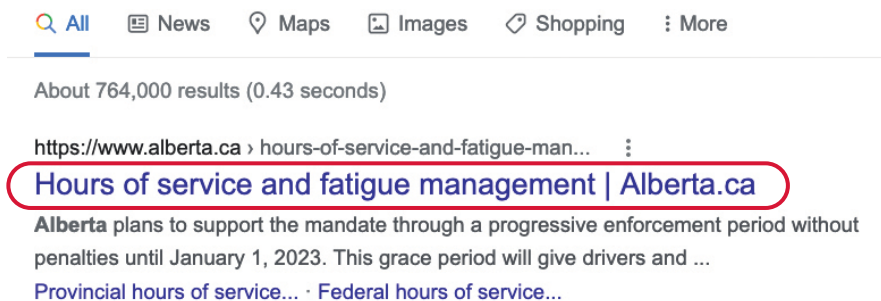 All News Maps Images Shopping More
About 764,000 results (0.43 seconds)
https://www.alberta.ca › hours-of-service-and-fatigue-man...
Hours of service and fatigue management | Alberta.ca
Alberta plans to support the mandate through a progressive enforcement period without
penalties until January 1, 2023. This grace period will give drivers and ...
Provincial hours of service... · Federal hours of service...